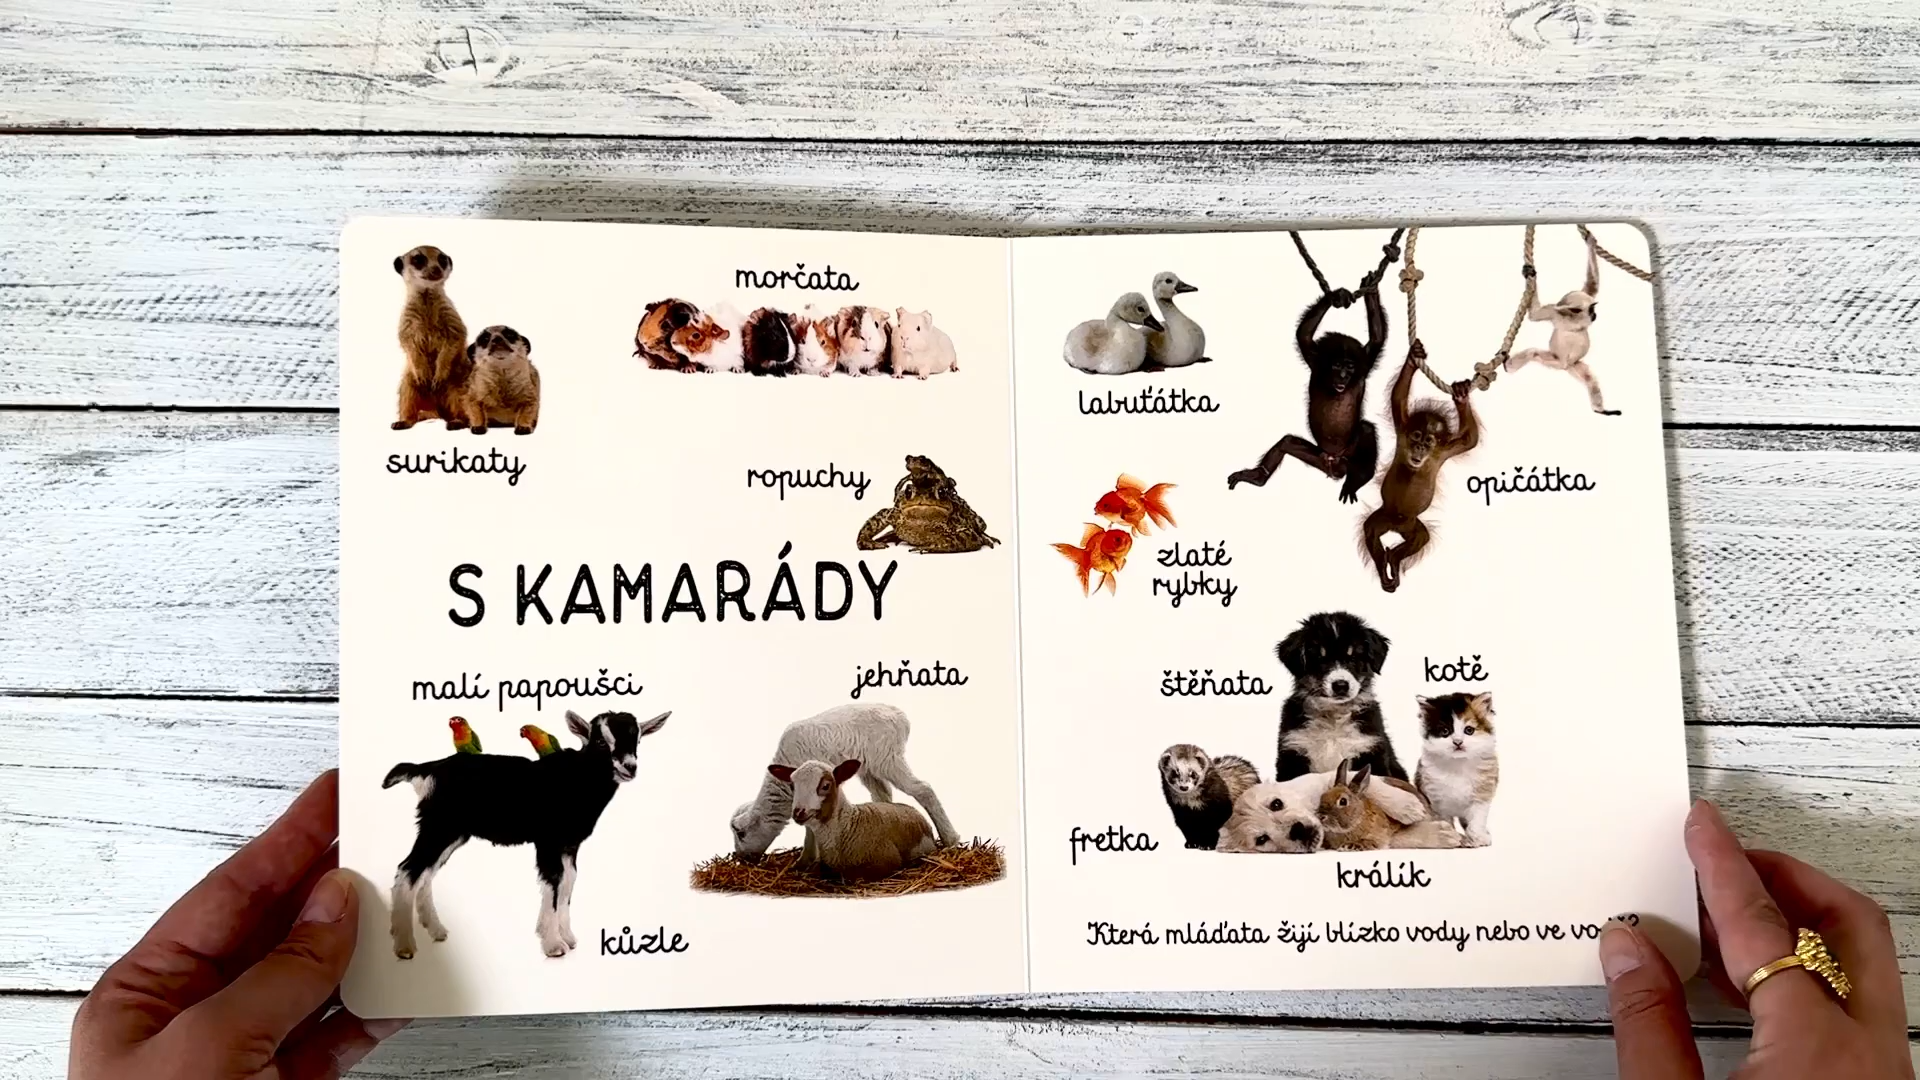 morčata
surikaty
ropuchy
S KAMARÁDY
malí papoušci
jehňata
kůzle
labuťátka
opičátka
zlaté
rybky
štěňata
kotě
fretka
králík
Která mláďata žijí blízko vody nebo ve